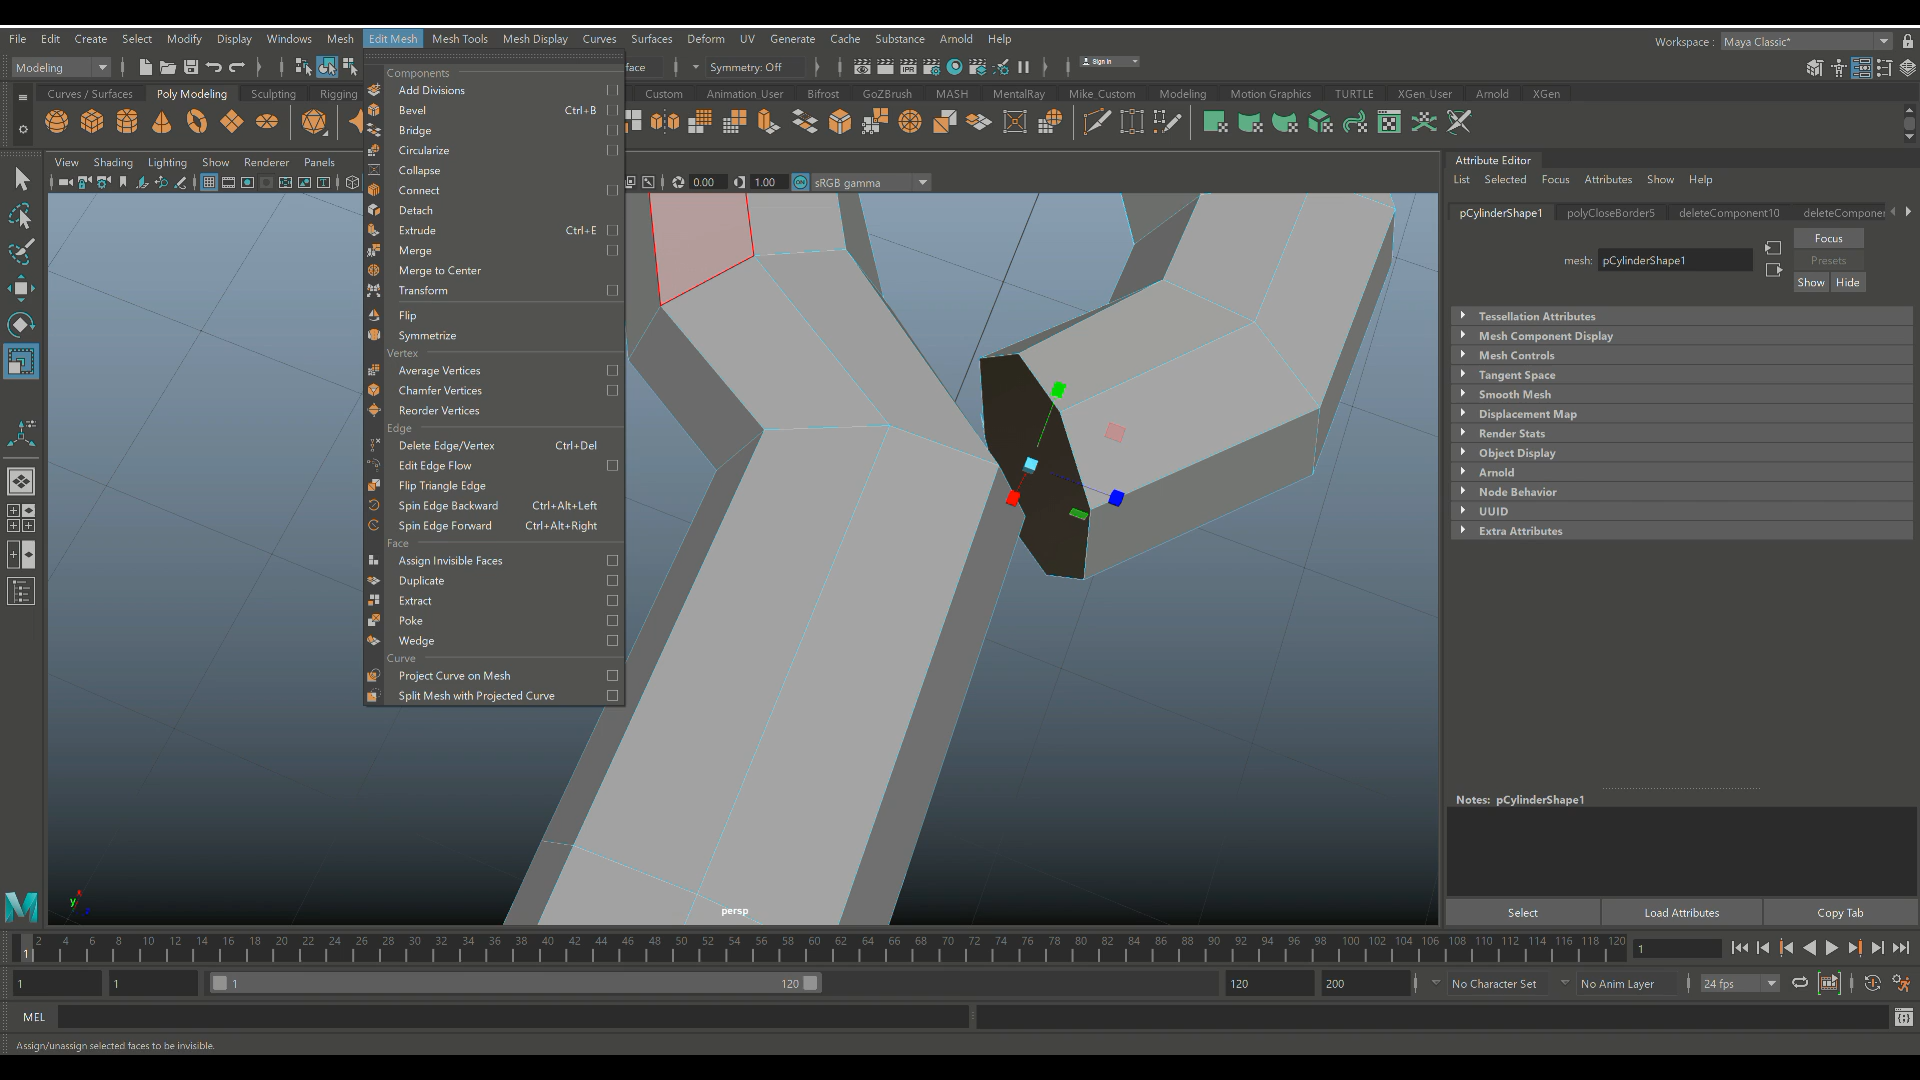 File Edit Create Select Modify Display Windows Mesh Edit Mesh Mesh Tools Mesh Display Curves Surfaces Deform UV Generate Cache Substance Arnold Help
Workspace : Maya Classic*
Modeling
face
Symmetry: Off
IPR
Sign in
Curves / Surfaces Poly Modeling Sculpting Rigging Custom Animation_User Bifrost GoZBrush MASH MentalRay Mike_Custom Modeling Motion Graphics TURTLE XGen_User Arnold XGen
View Shading Lighting Show Renderer Panels
0.00 1.00 ON sRGB gamma
Components
Add Divisions
Bevel Ctrl+B
Bridge
Circularize
Collapse
Connect
Detach
Extrude Ctrl+E
Merge
Merge to Center
Transform
Flip
Symmetrize
Vertex
Average Vertices
Chamfer Vertices
Reorder Vertices
Edge
Delete Edge/Vertex Ctrl+Del
Edit Edge Flow
Flip Triangle Edge
Spin Edge Backward Ctrl+Alt+Left
Spin Edge Forward Ctrl+Alt+Right
Face
Assign Invisible Faces
Duplicate
Extract
Poke
Wedge
Curve
Project Curve on Mesh
Split Mesh with Projected Curve
y
persp
Attribute Editor
List Selected Focus Attributes Show Help
pCylinderShape1 polyCloseBorder5 deleteComponent10 deleteCompone
mesh: pCylinderShape1
Focus
Presets
Show Hide
Tessellation Attributes
Mesh Component Display
Mesh Controls
Tangent Space
Smooth Mesh
Displacement Map
Render Stats
Object Display
Arnold
Node Behavior
UUID
Extra Attributes
Notes: pCylinderShape1
Select Load Attributes Copy Tab
1 2 4 6 8 10 12 14 16 18 20 22 24 26 28 30 32 34 36 38 40 42 44 46 48 50 52 54 56 58 60 62 64 66 68 70 72 74 76 78 80 82 84 86 88 90 92 94 96 98 100 102 104 106 108 110 112 114 116 118 120 1
1 1 1 120 120 200 No Character Set No Anim Layer 24 fps
MEL
Assign/unassign selected faces to be invisible.